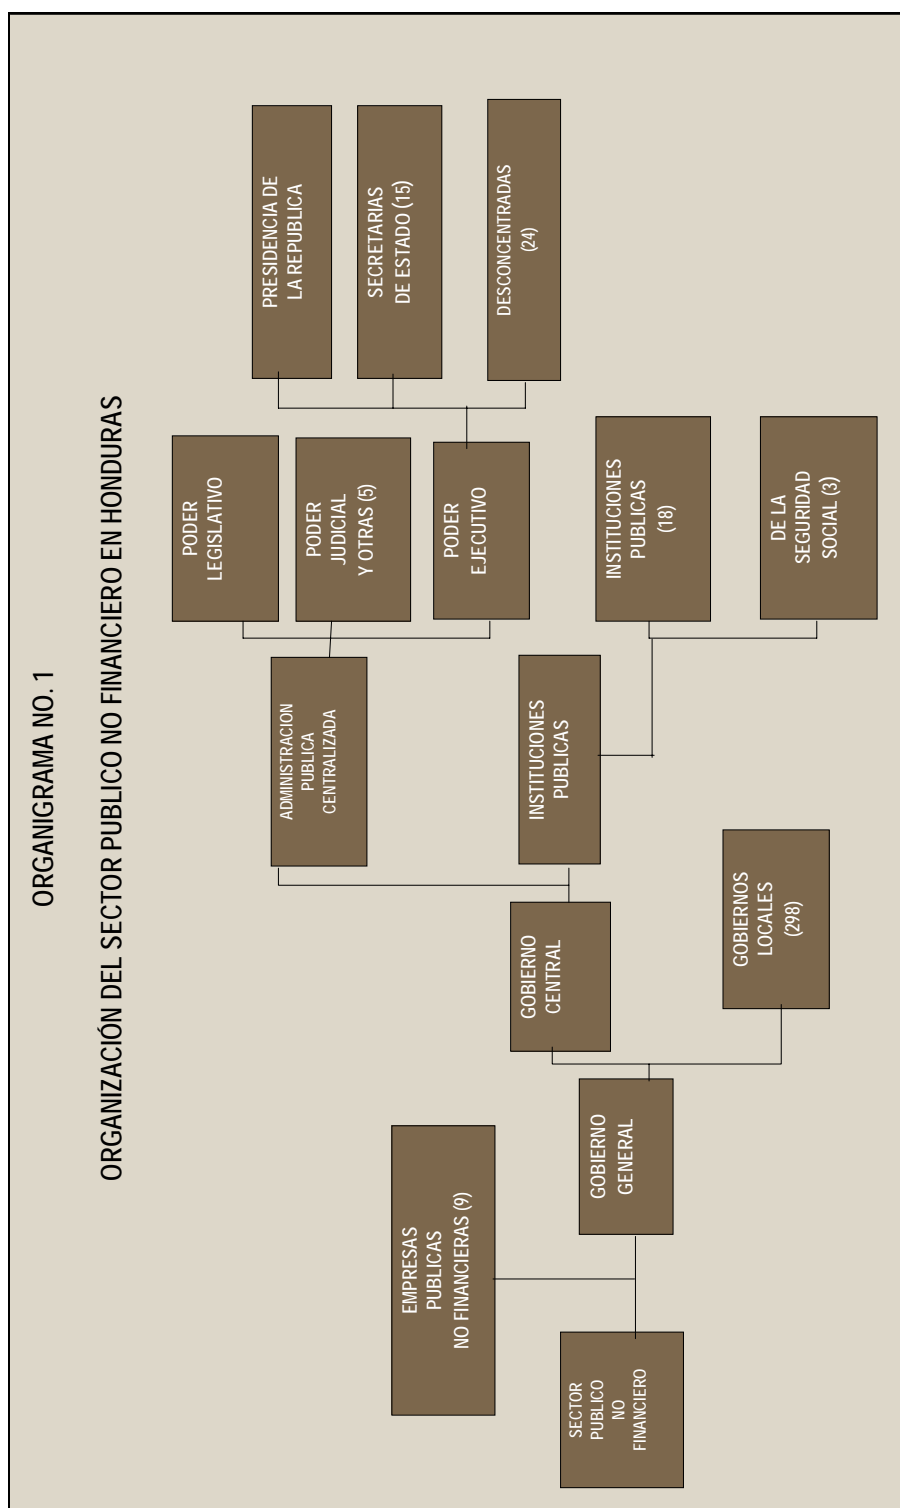 ORGANIGRAMA NO. 1
ORGANIZACIÓN DEL SECTOR PUBLICO NO FINANCIERO EN HONDURAS
SECTOR
PUBLICO
NO
FINANCIERO
EMPRESAS
PUBLICAS
NO FINANCIERAS (9)
GOBIERNO
GENERAL
GOBIERNO
CENTRAL
GOBIERNOS
LOCALES
(298)
ADMINISTRACION
PUBLICA
CENTRALIZADA
INSTITUCIONES
PUBLICAS
PODER
LEGISLATIVO
PODER
JUDICIAL
Y OTRAS (5)
PODER
EJECUTIVO
INSTITUCIONES
PUBLICAS
(18)
DE LA
SEGURIDAD
SOCIAL (3)
PRESIDENCIA DE
LA REPUBLICA
SECRETARIAS
DE ESTADO (15)
DESCONCENTRADAS
(24)